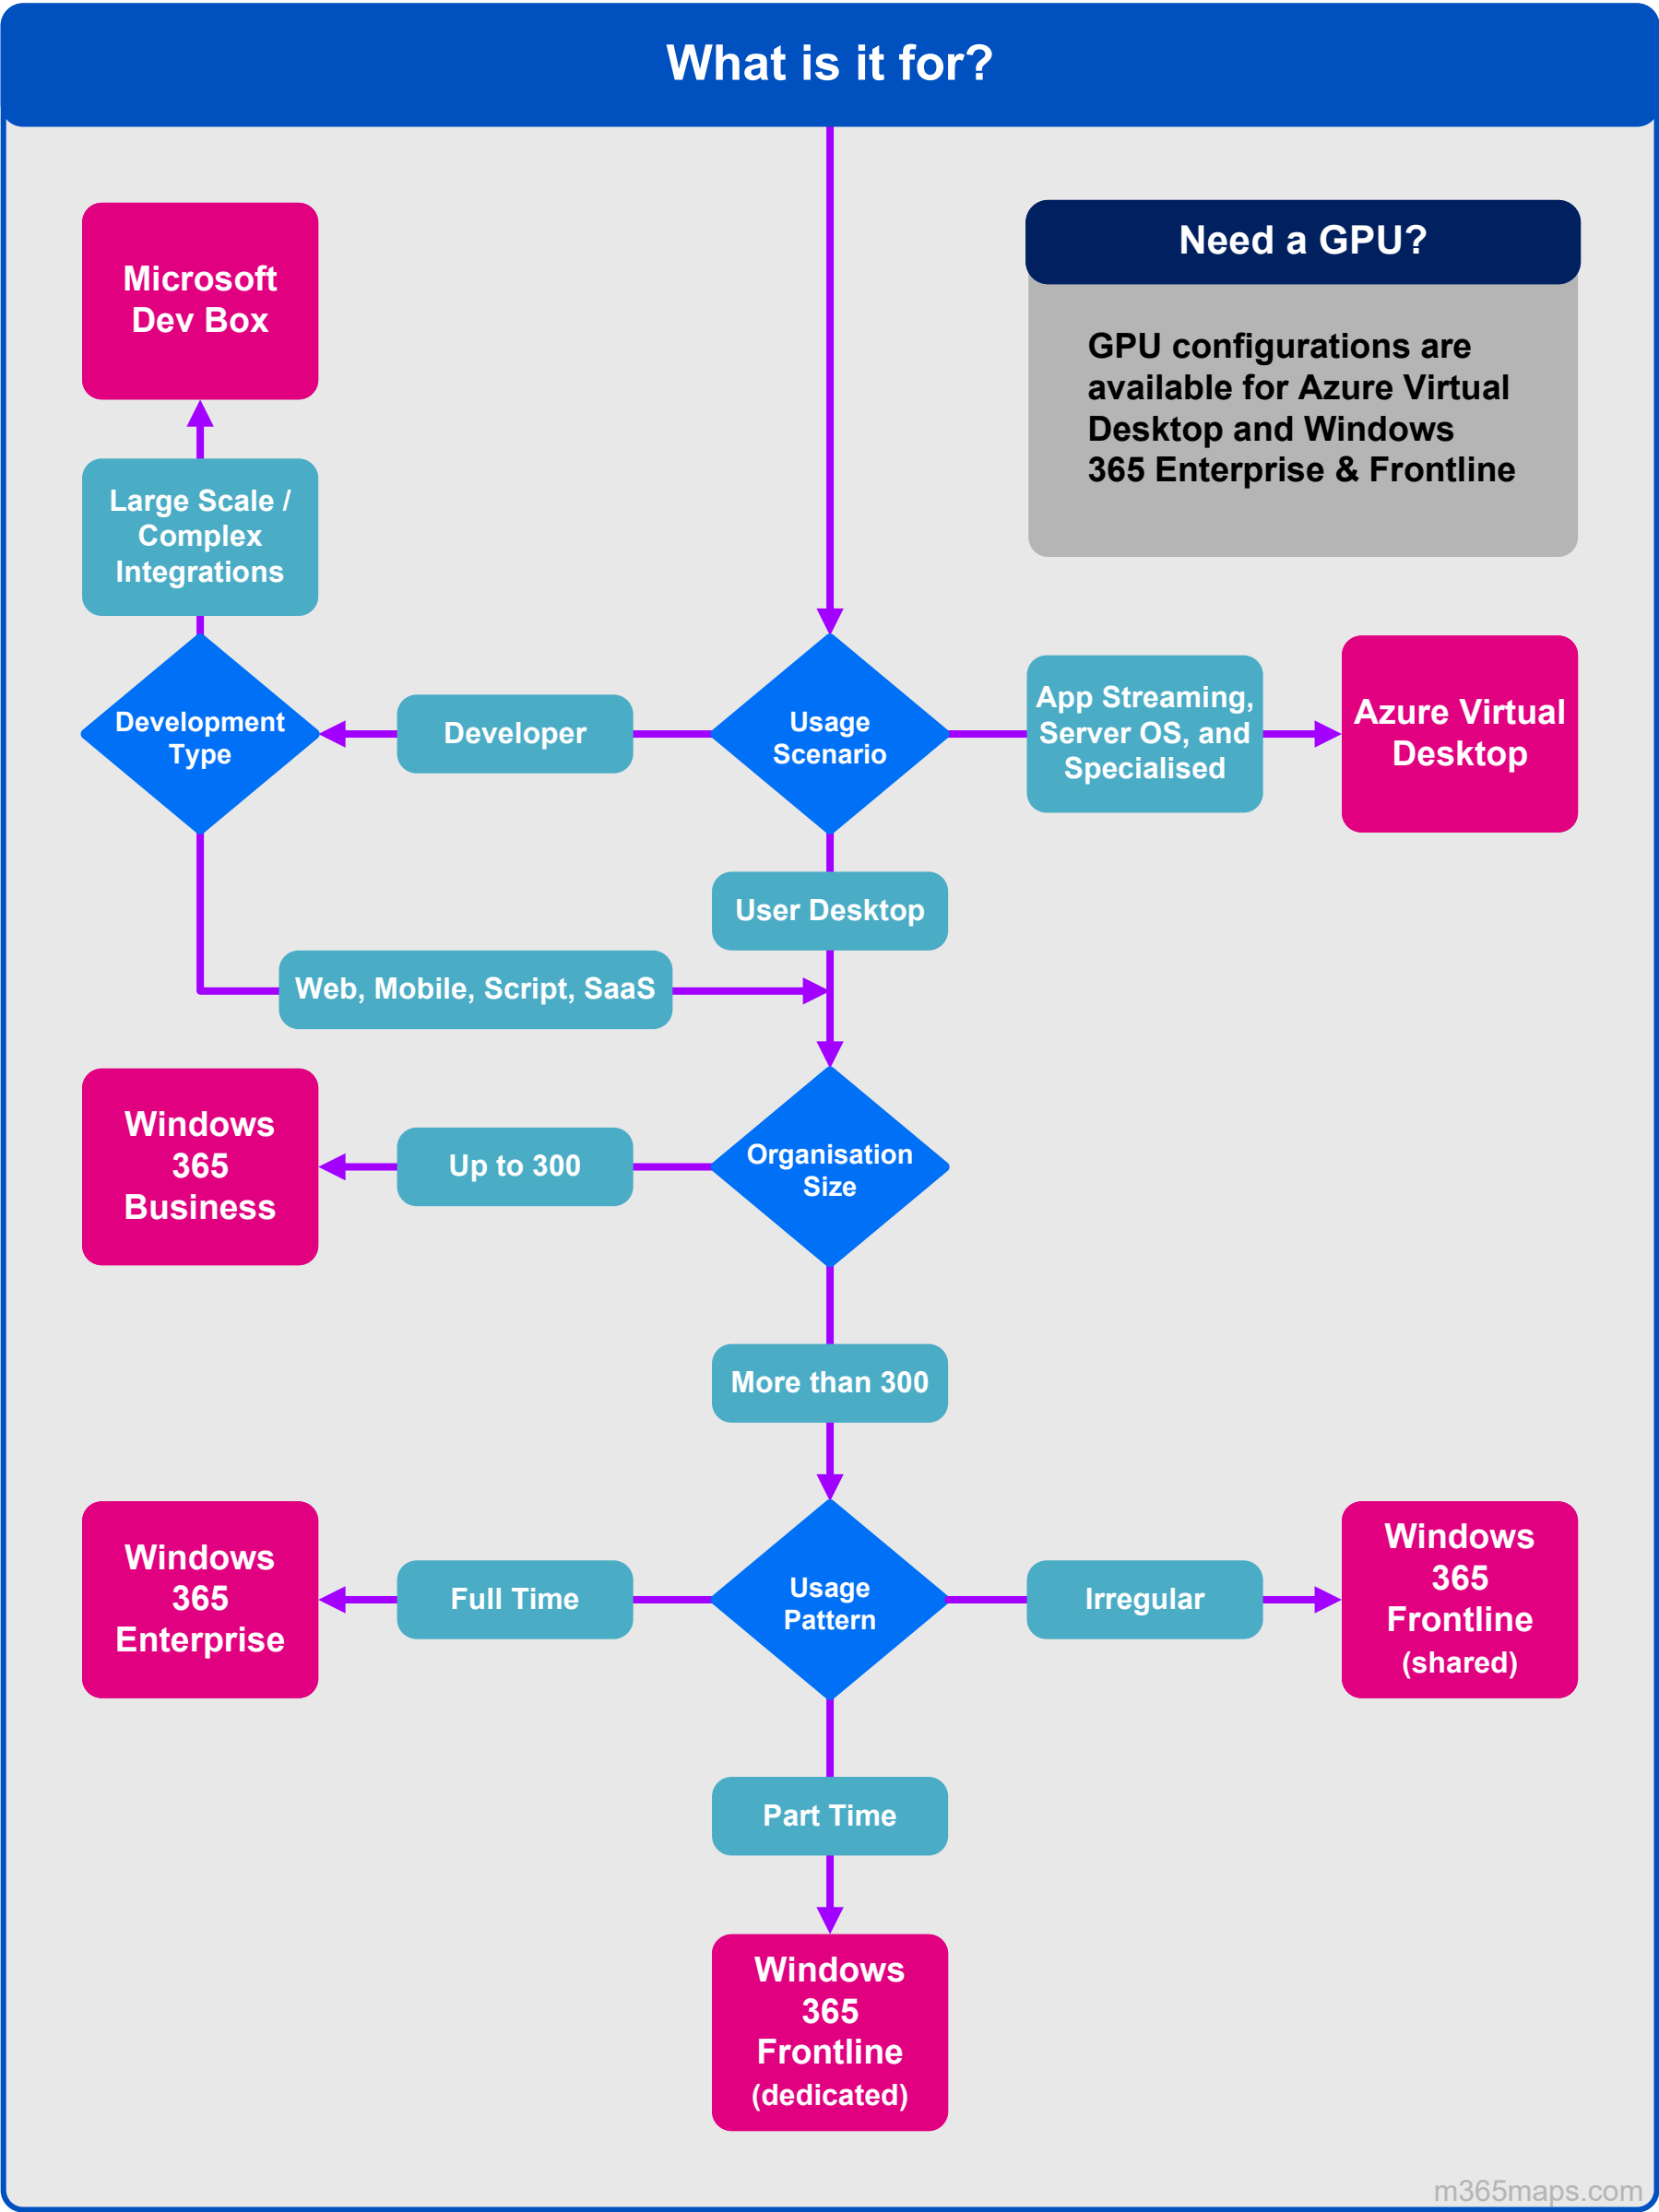 What is it for?
Need a GPU?
GPU configurations are
available for Azure Virtual
Desktop and Windows
365 Enterprise & Frontline
Microsoft
Dev Box
Large Scale /
Complex
Integrations
Development
Type
Developer
Usage
Scenario
App Streaming,
Server OS, and
Specialised
Azure Virtual
Desktop
User Desktop
Web, Mobile, Script, SaaS
Windows
365
Business
Up to 300
Organisation
Size
More than 300
Windows
365
Enterprise
Full Time
Usage
Pattern
Irregular
Windows
365
Frontline
(shared)
Part Time
Windows
365
Frontline
(dedicated)
m365maps.com